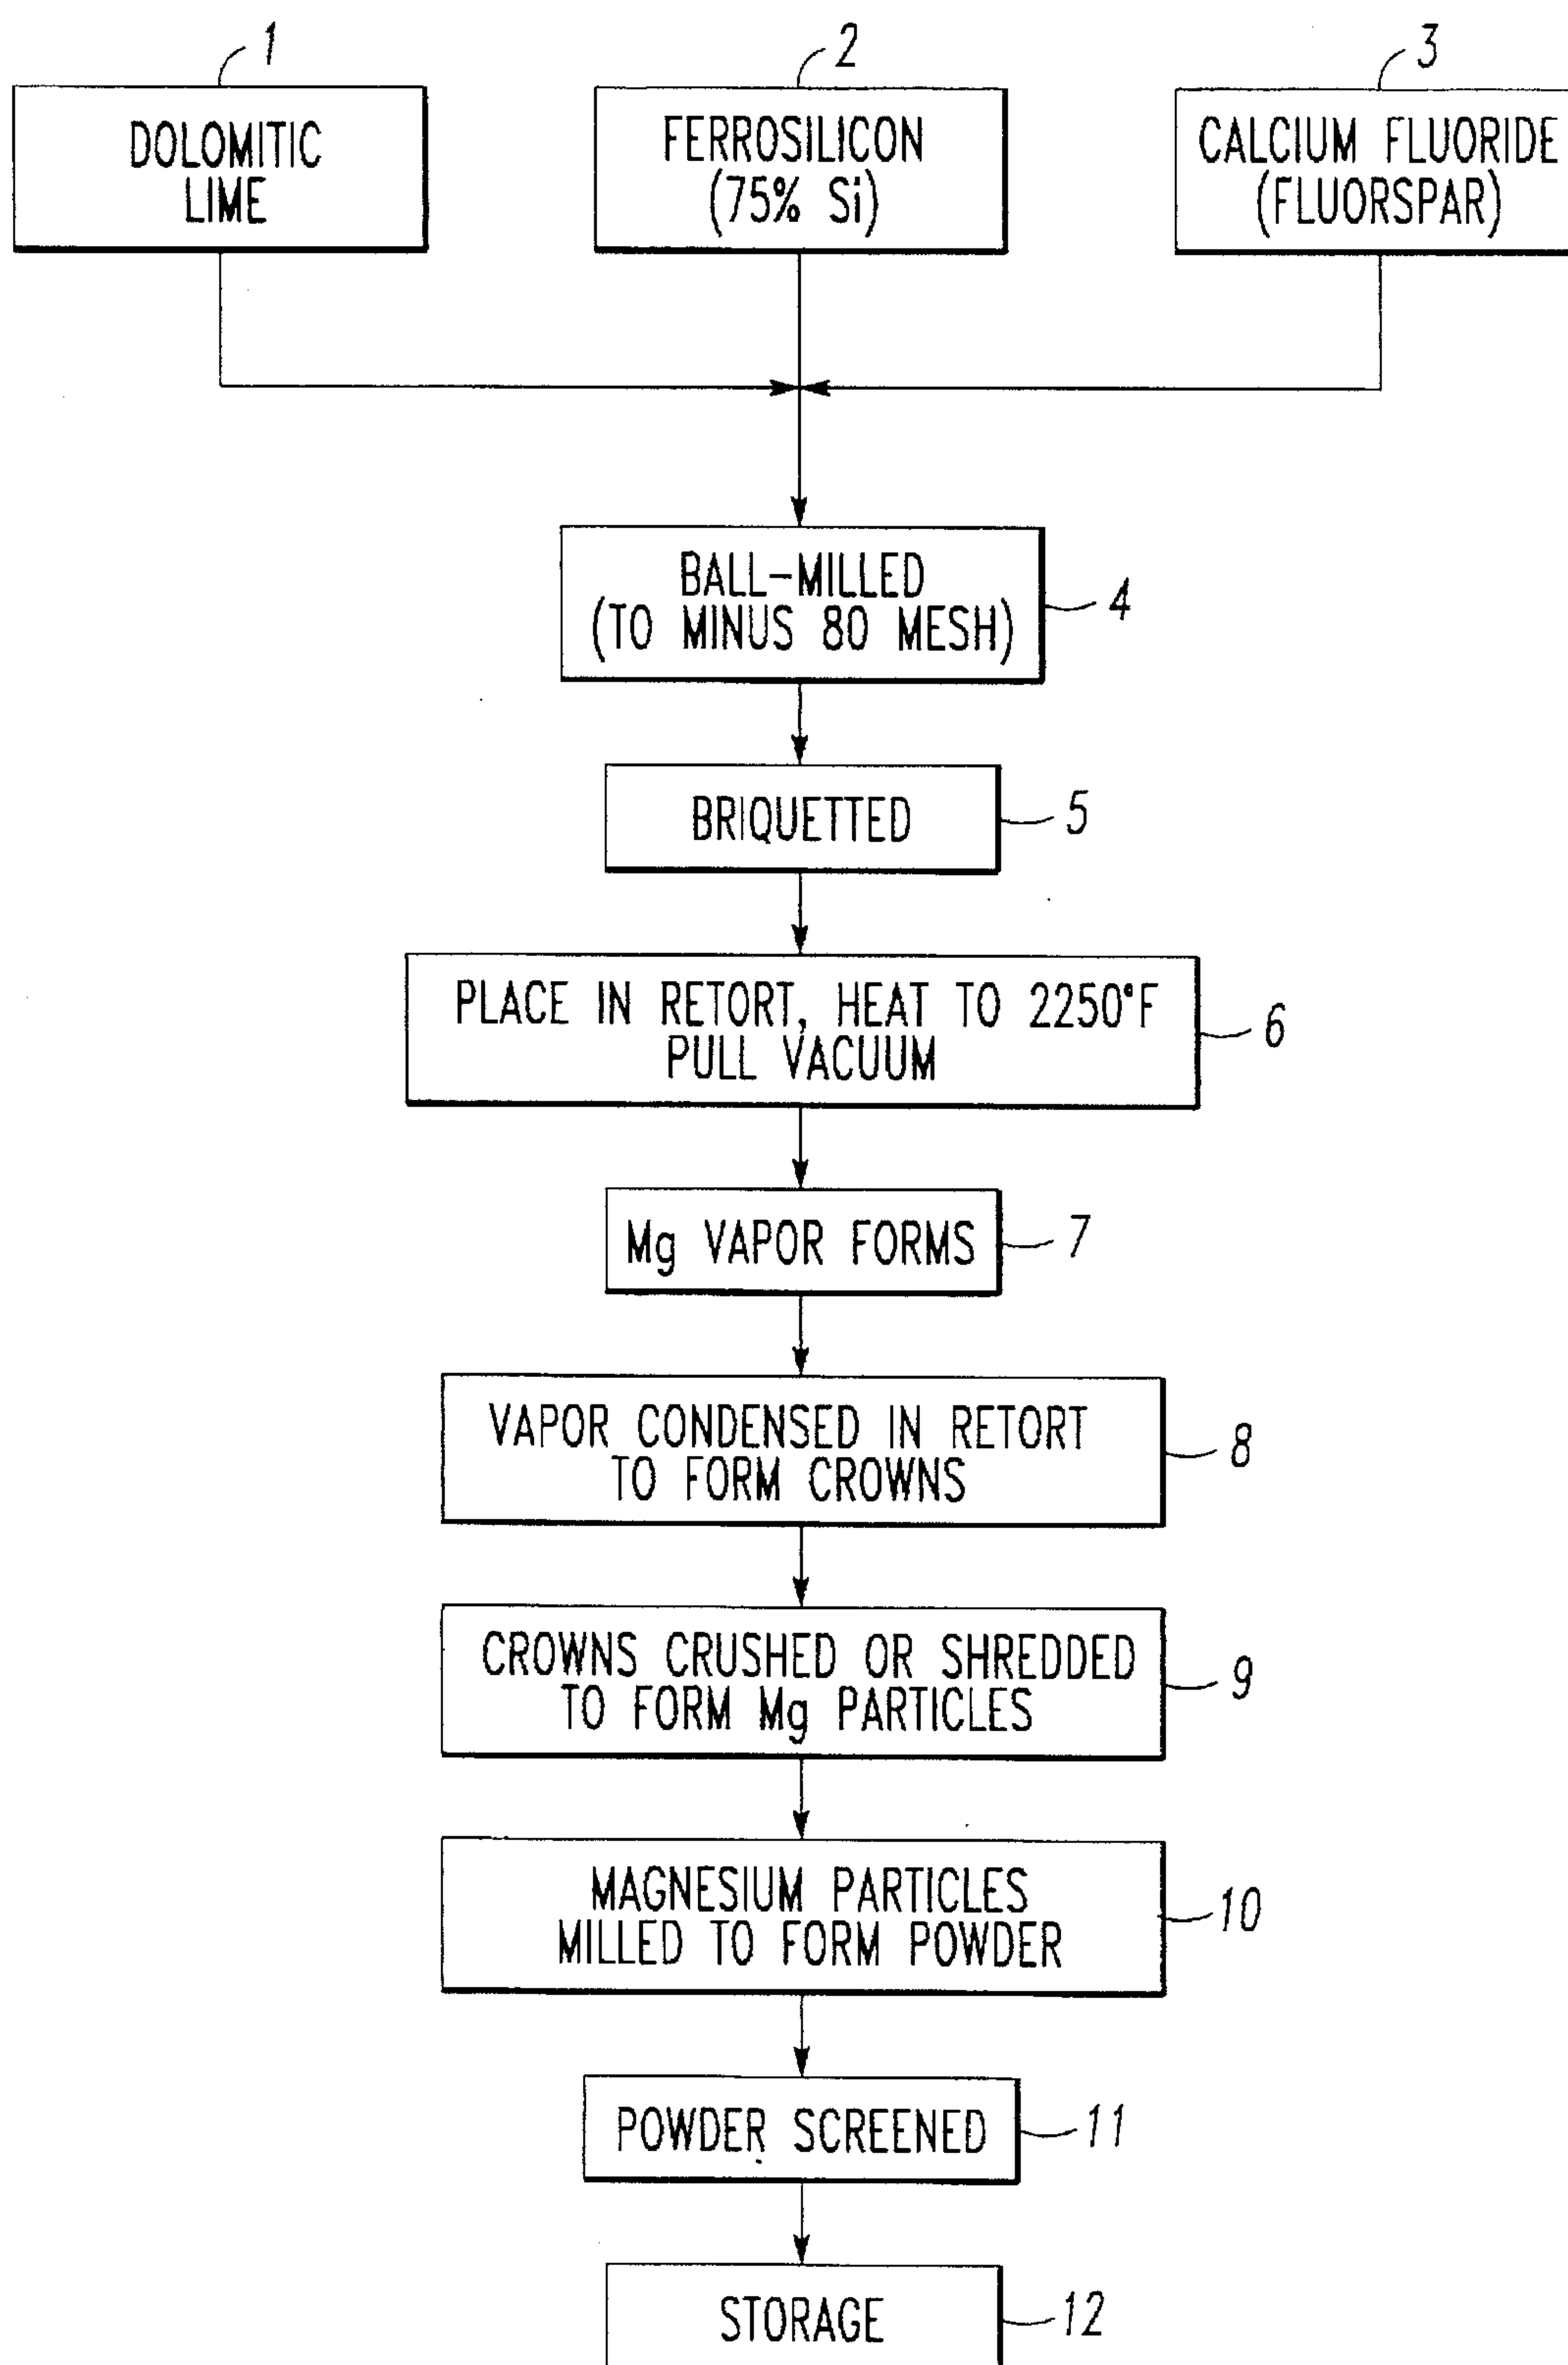 1
DOLOMITIC
LIME
2
FERROSILICON
(75% Si)
3
CALCIUM FLUORIDE
(FLUORSPAR)
BALL-MILLED
(TO MINUS 80 MESH)
4
BRIQUETTED
5
PLACE IN RETORT, HEAT TO 2250°F
PULL VACUUM
6
Mg VAPOR FORMS
7
VAPOR CONDENSED IN RETORT
TO FORM CROWNS
8
CROWNS CRUSHED OR SHREDDED
TO FORM Mg PARTICLES
9
MAGNESIUM PARTICLES
MILLED TO FORM POWDER
10
POWDER SCREENED
11
STORAGE
12